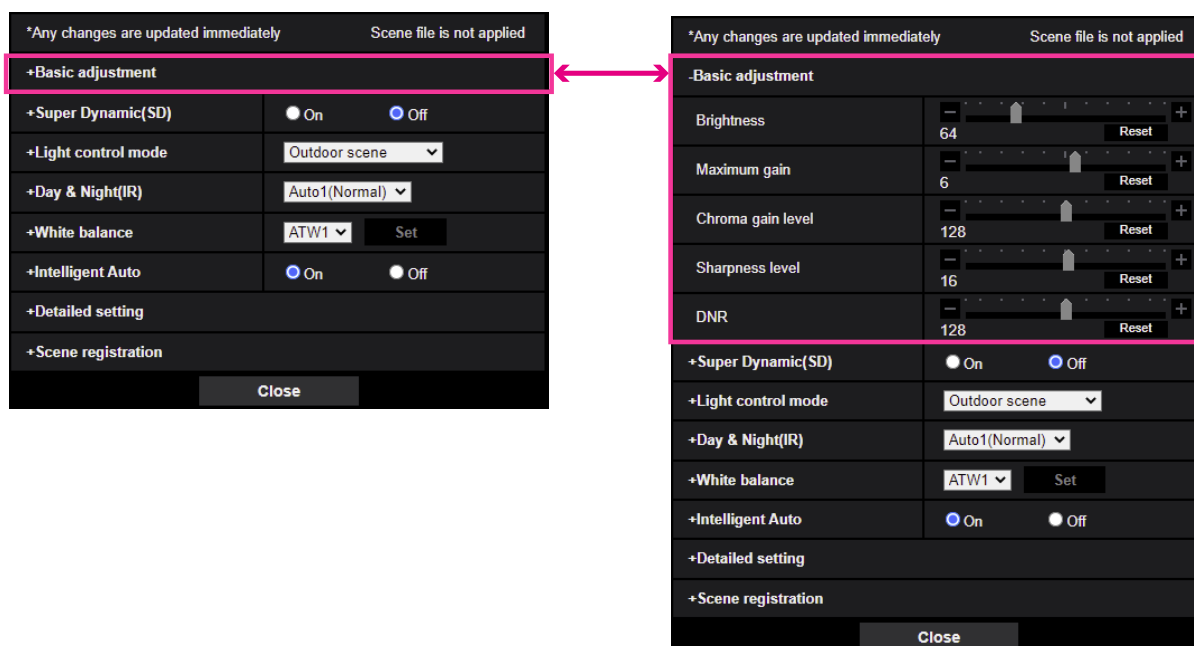 *Any changes are updated immediately Scene file is not applied
+Basic adjustment
+Super Dynamic(SD) On Off
+Light control mode Outdoor scene
+Day & Night(IR) Auto1(Normal)
+White balance ATW1 Set
+Intelligent Auto On Off
+Detailed setting
+Scene registration
Close
*Any changes are updated immediately Scene file is not applied
-Basic adjustment
Brightness - +
64 Reset
Maximum gain - +
6 Reset
Chroma gain level - +
128 Reset
Sharpness level - +
16 Reset
DNR - +
128 Reset
+Super Dynamic(SD) On Off
+Light control mode Outdoor scene
+Day & Night(IR) Auto1(Normal)
+White balance ATW1 Set
+Intelligent Auto On Off
+Detailed setting
+Scene registration
Close